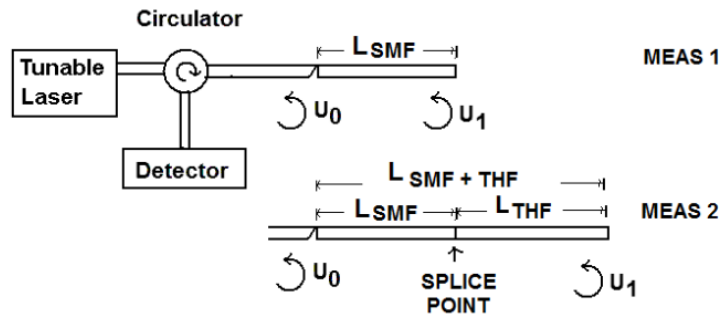 Circulator
Tunable
Laser
Detector
L SMF
MEAS 1
U0
U1
L SMF + THF
L SMF
L THF
MEAS 2
U0
SPLICE
POINT
U1